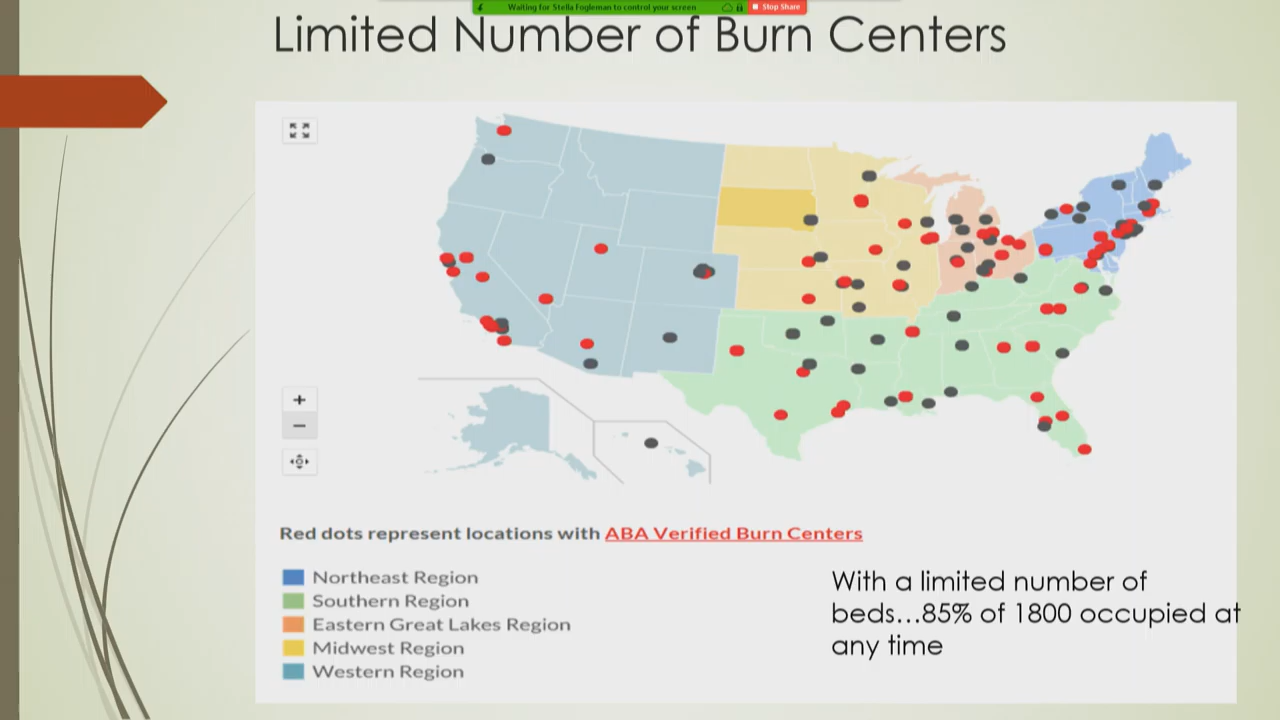 Waiting for Stella Fogleman to control your screen
Stop Share
Limited Number of Burn Centers
+
−
Red dots represent locations with ABA Verified Burn Centers
Northeast Region
Southern Region
Eastern Great Lakes Region
Midwest Region
Western Region
With a limited number of
beds...85% of 1800 occupied at
any time